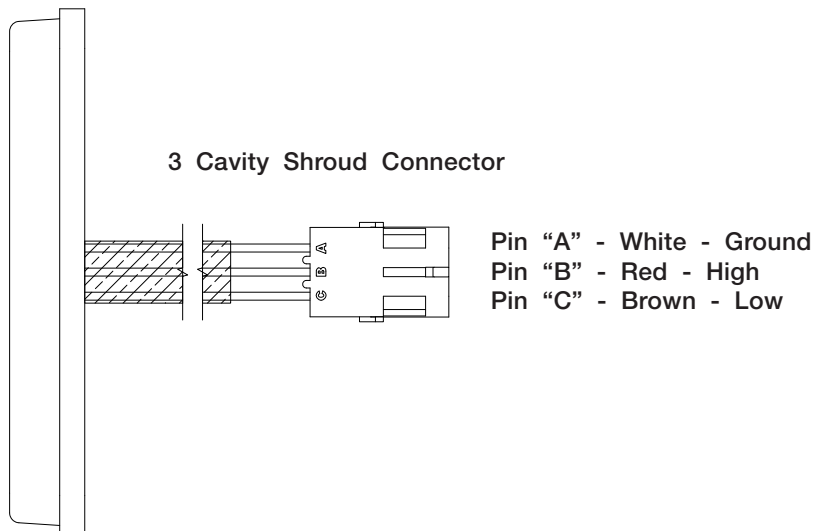 3 Cavity Shroud Connector
A
B
C
Pin “A” - White - Ground
Pin “B” - Red - High
Pin “C” - Brown - Low